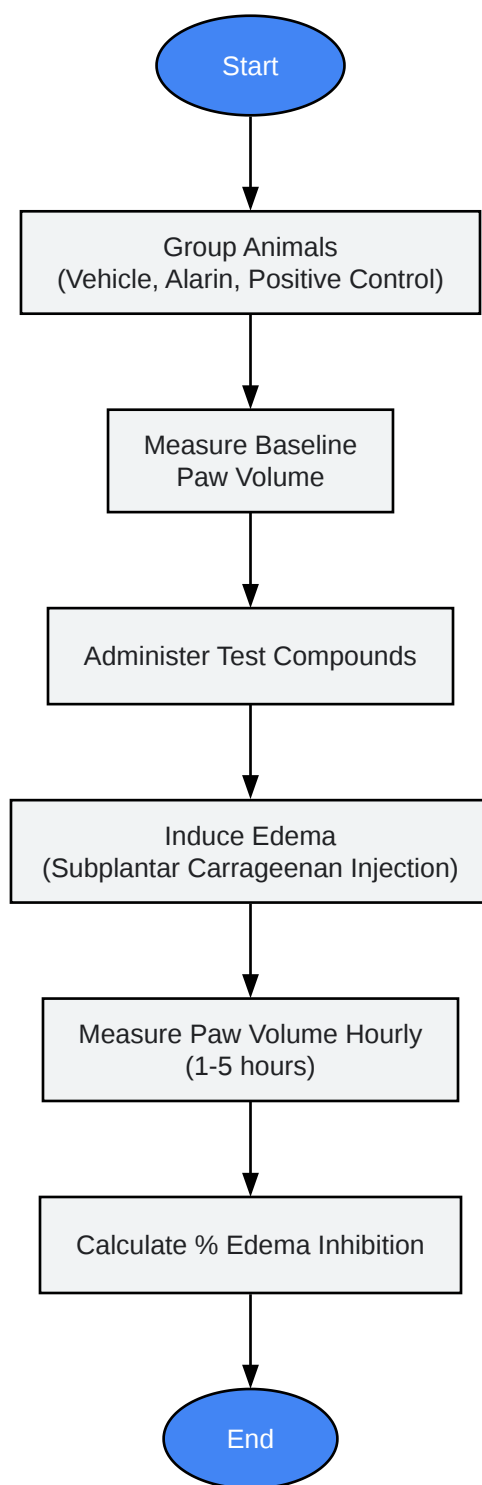 Start
Group Animals
(Vehicle, Alarin, Positive Control)
Measure Baseline
Paw Volume
Administer Test Compounds
Induce Edema
(Subplantar Carrageenan Injection)
Measure Paw Volume Hourly
(1-5 hours)
Calculate % Edema Inhibition
End